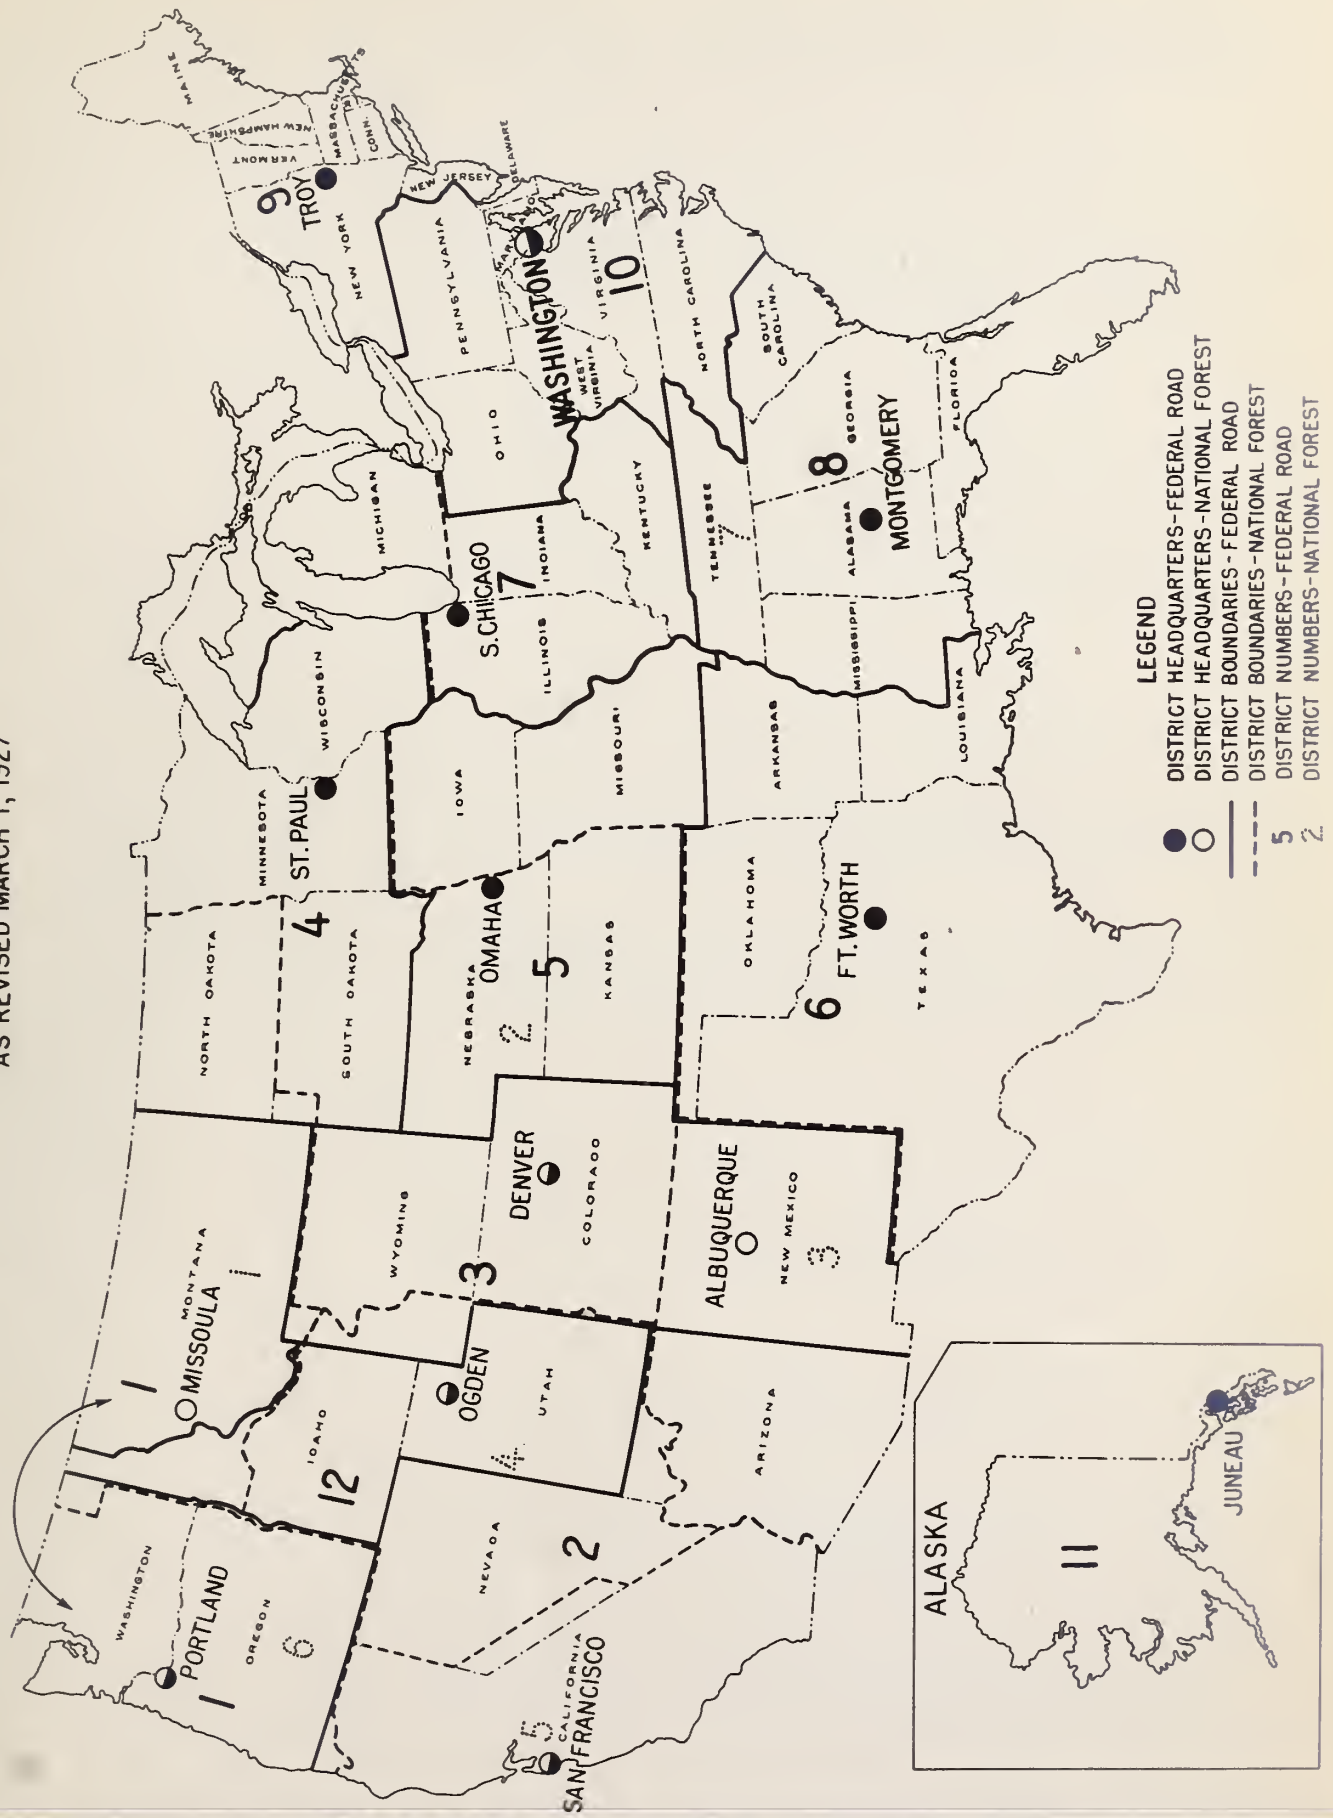 AS REVISED MARCH 1, 1927
WASHINGTON
PORTLAND
OREGON
1
6
1
MISSOULA
MONTANA
1
NORTH DAKOTA
SOUTH DAKOTA
4
MINNESOTA
ST. PAUL
WISCONSIN
MICHIGAN
9
TROY
NEW YORK
VERMONT
NEW HAMPSHIRE
MAINE
MASSACHUSETTS
CONN.
R.I.
NEW JERSEY
DELAWARE
PENNSYLVANIA
WASHINGTON
WEST VIRGINIA
VIRGINIA
10
OHIO
NORTH CAROLINA
SOUTH CAROLINA
IDAHO
12
WYOMING
3
NEBRASKA
OMAHA
2
5
KANSAS
IOWA
MISSOURI
ILLINOIS
S. CHICAGO
7
INDIANA
KENTUCKY
TENNESSEE
7
NEVADA
2
OGDEN
UTAH
4
DENVER
COLORADO
5
CALIFORNIA
SAN FRANCISCO
ARIZONA
ALBUQUERQUE
NEW MEXICO
3
OKLAHOMA
6
FT. WORTH
TEXAS
ARKANSAS
LOUISIANA
MISSISSIPPI
ALABAMA
8
GEORGIA
MONTGOMERY
FLORIDA
ALASKA
11
JUNEAU
LEGEND
DISTRICT HEADQUARTERS-FEDERAL ROAD
DISTRICT HEADQUARTERS-NATIONAL FOREST
DISTRICT BOUNDARIES-FEDERAL ROAD
DISTRICT BOUNDARIES-NATIONAL FOREST
5 DISTRICT NUMBERS-FEDERAL ROAD
2 DISTRICT NUMBERS-NATIONAL FOREST